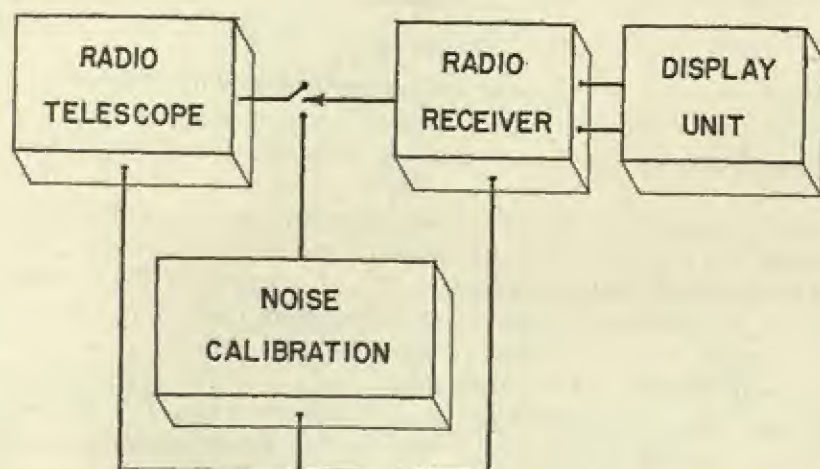 RADIO
TELESCOPE
RADIO
RECEIVER
DISPLAY
UNIT
NOISE
CALIBRATION